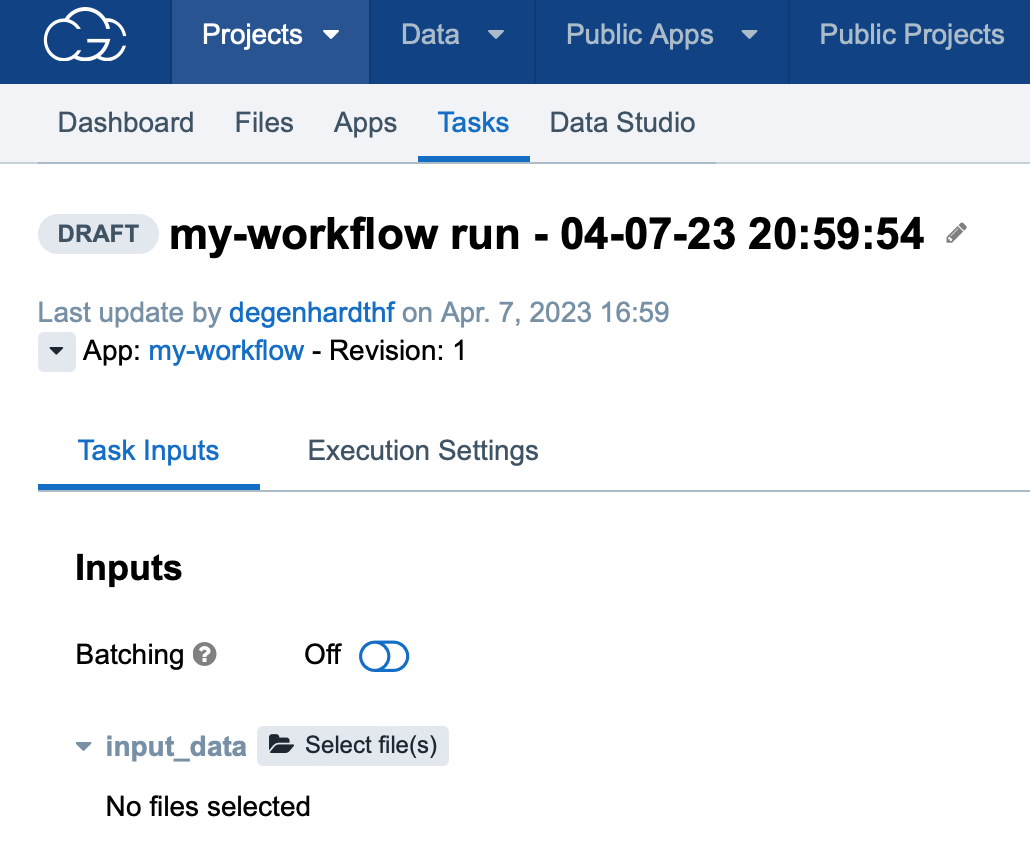 Projects Data Public Apps Public Projects
Dashboard Files Apps Tasks Data Studio
DRAFT my-workflow run - 04-07-23 20:59:54
Last update by degenhardthf on Apr. 7, 2023 16:59
App: my-workflow - Revision: 1
Task Inputs Execution Settings
Inputs
Batching ? Off
input_data Select file(s)
No files selected